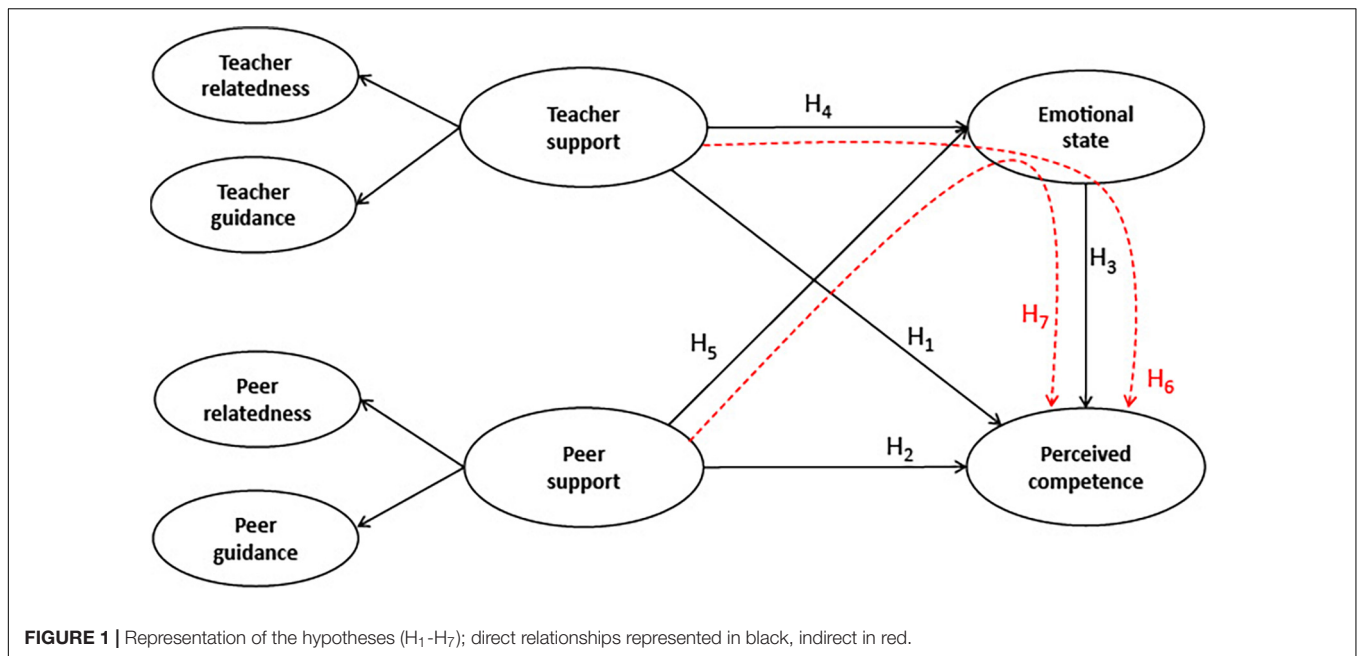 Teacher
relatedness
Teacher
support
H₄
Emotional
state
Teacher
guidance
H₃
H₇
H₅
H₁
H₆
Peer
relatedness
Peer
support
H₂
Perceived
competence
Peer
guidance
FIGURE 1 | Representation of the hypotheses (H₁-H₇); direct relationships represented in black, indirect in red.